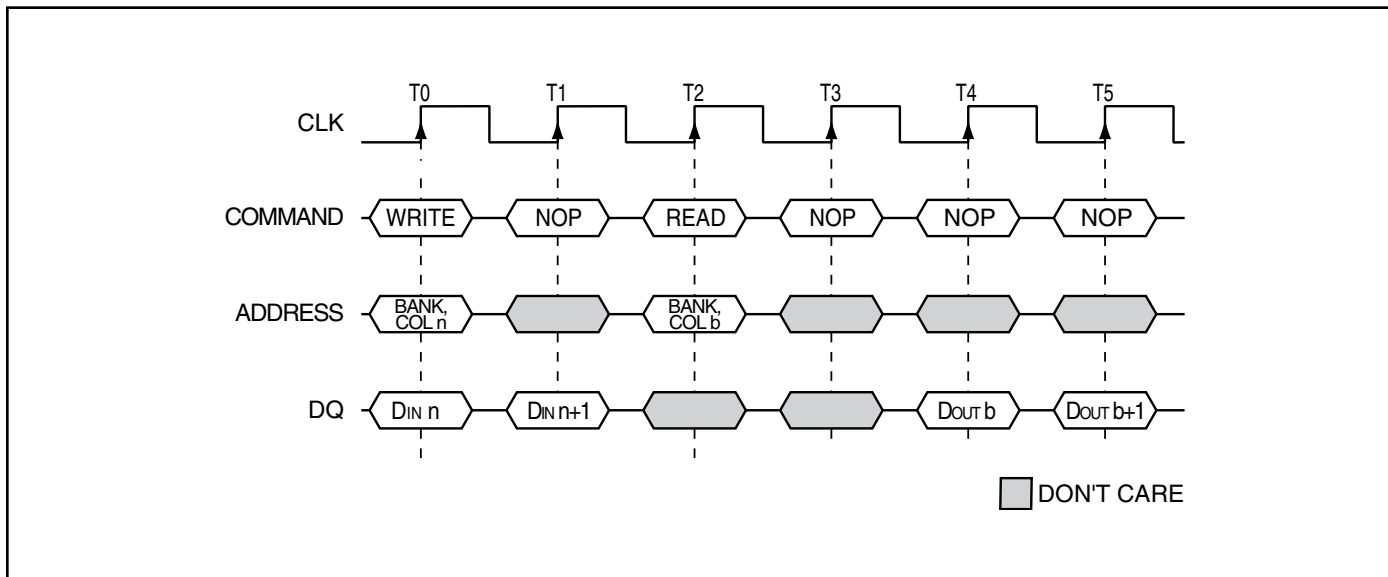 T0 T1 T2 T3 T4 T5
CLK
COMMAND WRITE NOP READ NOP NOP NOP
ADDRESS BANK, COL n BANK, COL b
DQ DIN n DIN n+1 DOUT b DOUT b+1
DON'T CARE